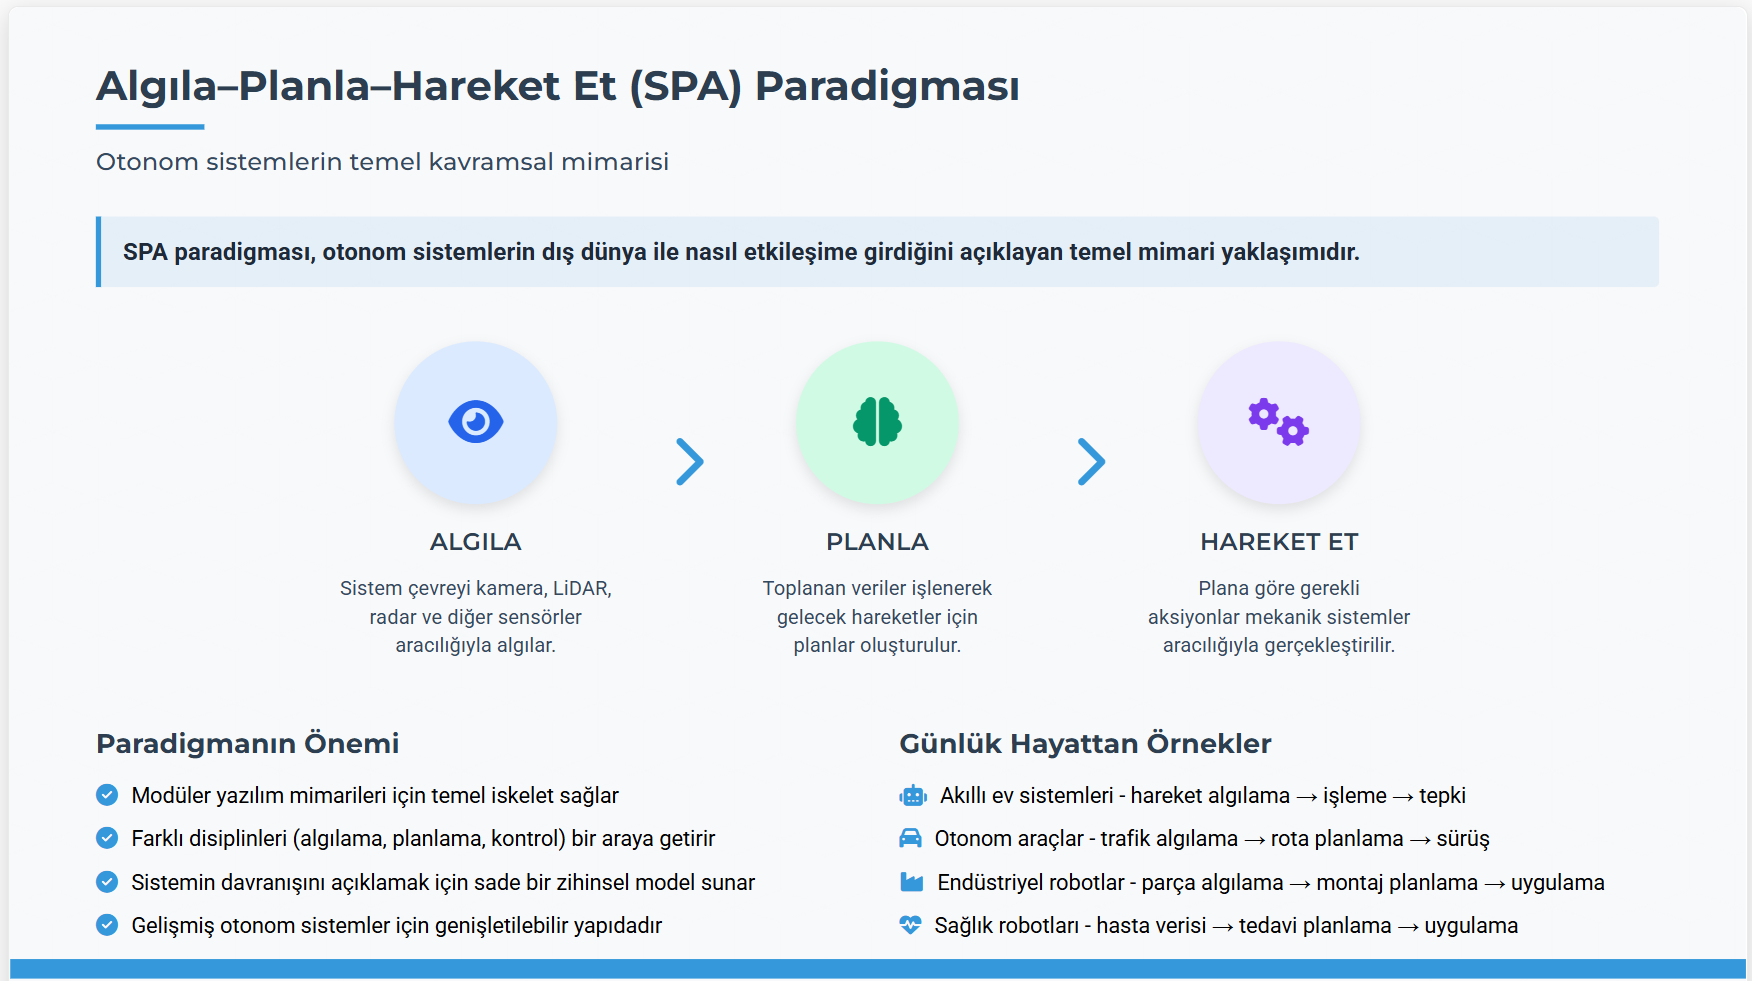 Algıla–Planla–Hareket Et (SPA) Paradigması
Otonom sistemlerin temel kavramsal mimarisi
SPA paradigması, otonom sistemlerin dış dünya ile nasıl etkileşime girdiğini açıklayan temel mimari yaklaşımıdır.
ALGILA
Sistem çevreyi kamera, LiDAR,
radar ve diğer sensörler
aracılığıyla algılar.
PLANLA
Toplanan veriler işlenerek
gelecek hareketler için
planlar oluşturulur.
HAREKET ET
Plana göre gerekli
aksiyonlar mekanik sistemler
aracılığıyla gerçekleştirilir.
Paradigmanın Önemi
Modüler yazılım mimarileri için temel iskelet sağlar
Farklı disiplinleri (algılama, planlama, kontrol) bir araya getirir
Sistemin davranışını açıklamak için sade bir zihinsel model sunar
Gelişmiş otonom sistemler için genişletilebilir yapıdadır
Günlük Hayattan Örnekler
Akıllı ev sistemleri - hareket algılama → işleme → tepki
Otonom araçlar - trafik algılama → rota planlama → sürüş
Endüstriyel robotlar - parça algılama → montaj planlama → uygulama
Sağlık robotları - hasta verisi → tedavi planlama → uygulama